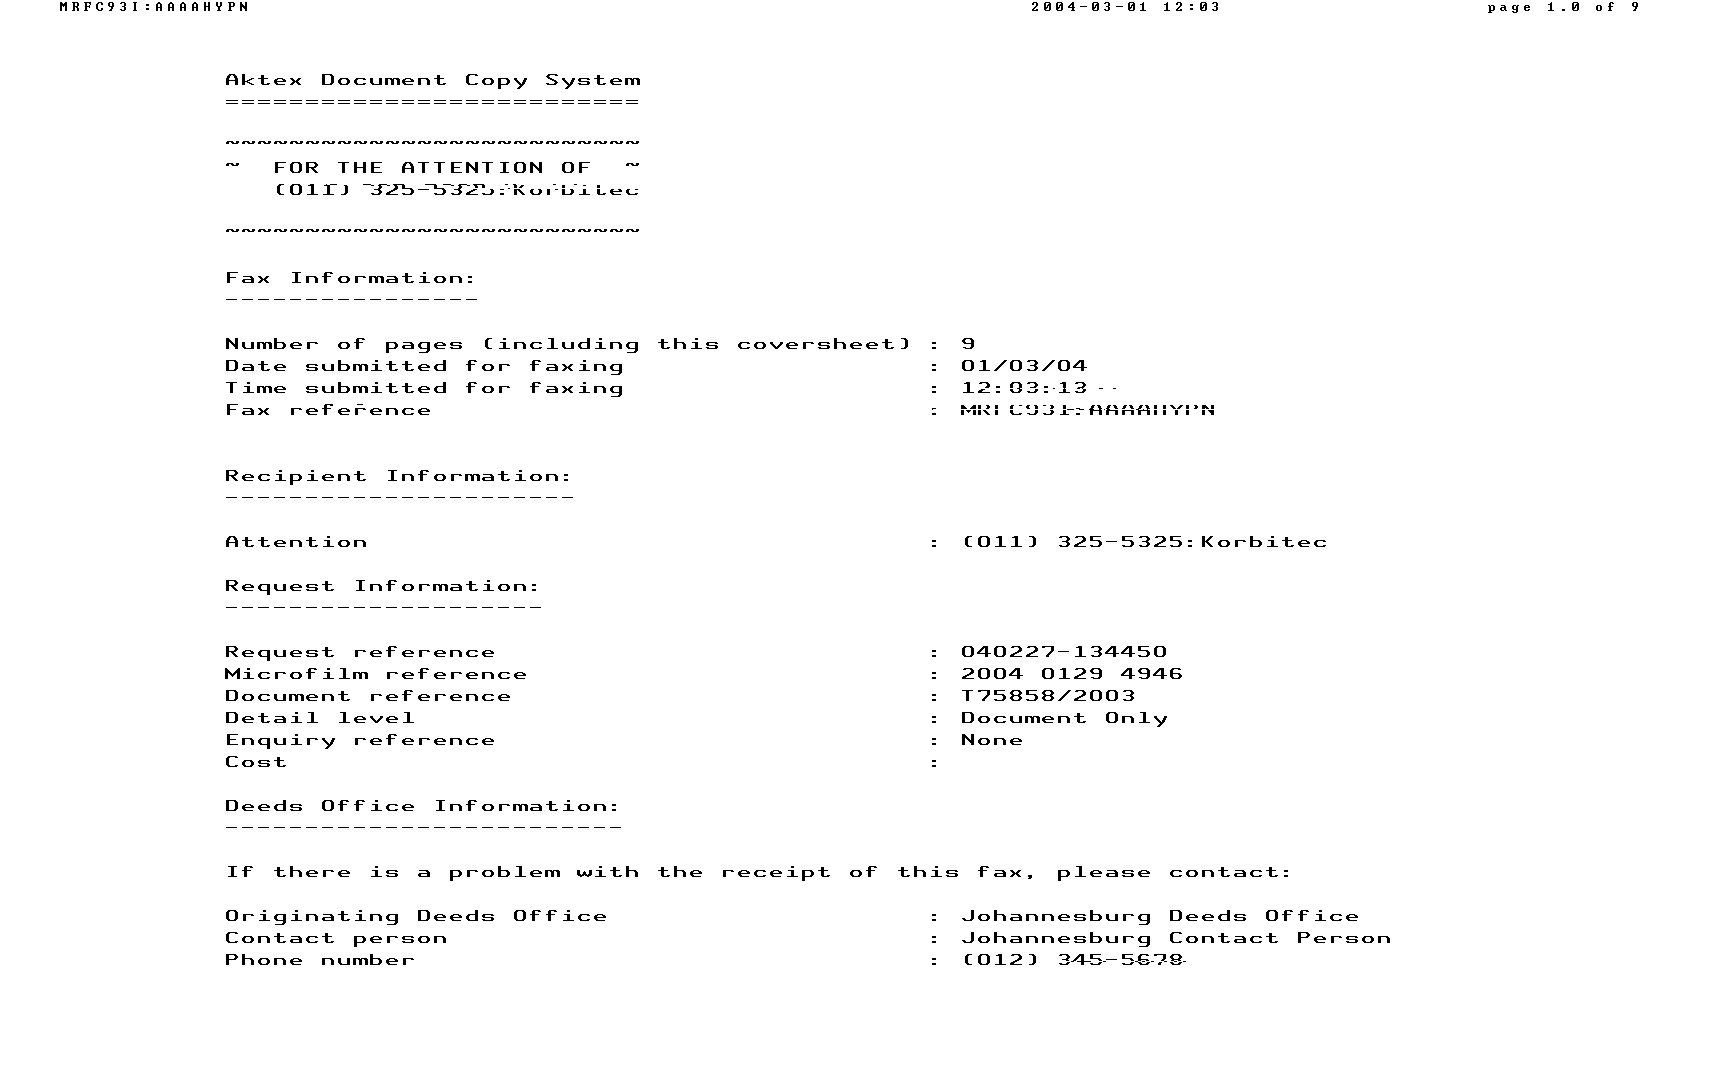 MRFC93I:AAAAHYPN 2004-03-01 12:03 page 1.0 of 9
Aktex Document Copy System
==========================
~~~~~~~~~~~~~~~~~~~~~~~~~~
~ FOR THE ATTENTION OF ~
(011) 325-5325:Korbitec
~~~~~~~~~~~~~~~~~~~~~~~~~~
Fax Information:
----------------
Number of pages (including this coversheet) : 9
Date submitted for faxing : 01/03/04
Time submitted for faxing : 12:03:13
Fax reference : MRFC93I:AAAAHYPN
Recipient Information:
----------------------
Attention : (011) 325-5325:Korbitec
Request Information:
--------------------
Request reference : 040227-134450
Microfilm reference : 2004 0129 4946
Document reference : T75858/2003
Detail level : Document Only
Enquiry reference : None
Cost :
Deeds Office Information:
-------------------------
If there is a problem with the receipt of this fax, please contact:
Originating Deeds Office : Johannesburg Deeds Office
Contact person : Johannesburg Contact Person
Phone number : (012) 345-5678